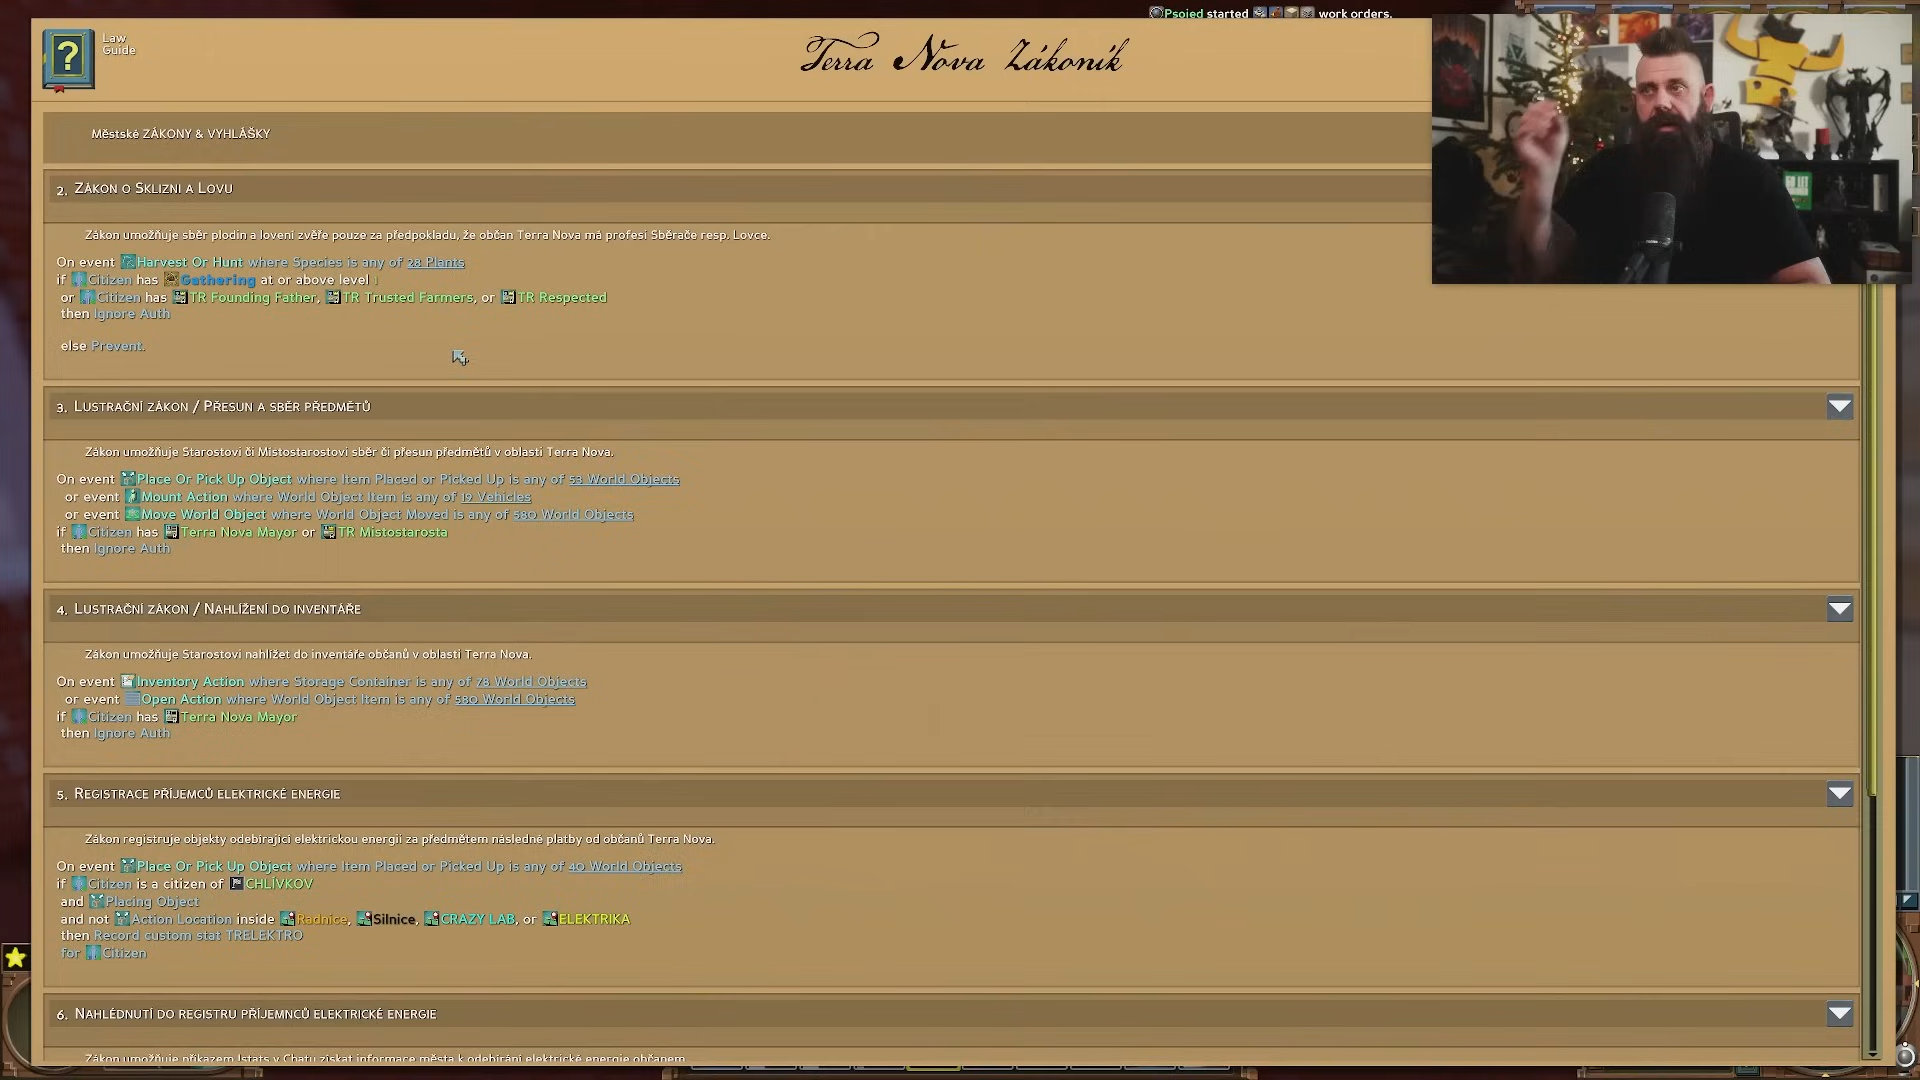 Psojed started work orders.
Law
Guide
Terra Nova Zákoník
Městské ZÁKONY & VYHLÁŠKY
2. Zákon o Sklizni a Lovu
Zákon umožňuje sběr plodin a lovení zvěře pouze za předpokladu, že občan Terra Nova má profesi Sběrače resp. Lovce.
On event Harvest Or Hunt where Species is any of 28 Plants
if Citizen has Gathering at or above level 1
or Citizen has TR Founding Father, TR Trusted Farmers, or TR Respected
then Ignore Auth
else Prevent.
3. Lustrační zákon / Přesun a sběr předmětů
Zákon umožňuje Starostovi či Místostarostovi sběr či přesun předmětů v oblasti Terra Nova.
On event Place Or Pick Up Object where Item Placed or Picked Up is any of 53 World Objects
or event Mount Action where World Object Item is any of 19 Vehicles
or event Move World Object where World Object Moved is any of 580 World Objects
if Citizen has Terra Nova Mayor or TR Mistostarosta
then Ignore Auth
4. Lustrační zákon / Nahlížení do inventáře
Zákon umožňuje Starostovi nahlížet do inventáře občanů v oblasti Terra Nova.
On event Inventory Action where Storage Container is any of 78 World Objects
or event Open Action where World Object Item is any of 580 World Objects
if Citizen has Terra Nova Mayor
then Ignore Auth
5. Registrace příjemců elektrické energie
Zákon registruje objekty odebírající elektrickou energii za předmětem následné platby od občanů Terra Nova.
On event Place Or Pick Up Object where Item Placed or Picked Up is any of 40 World Objects
if Citizen is a citizen of CHLÍVKOV
and Placing Object
and not Action Location inside Radnice, Silnice, CRAZY LAB, or ELEKTRIKA
then Record custom stat TRELEKTRO
for Citizen
6. Nahlédnutí do registru příjemnců elektrické energie
Zákon umožňuje příkazem /stats v Chatu získat informace města k odebírání elektrické energie občanem